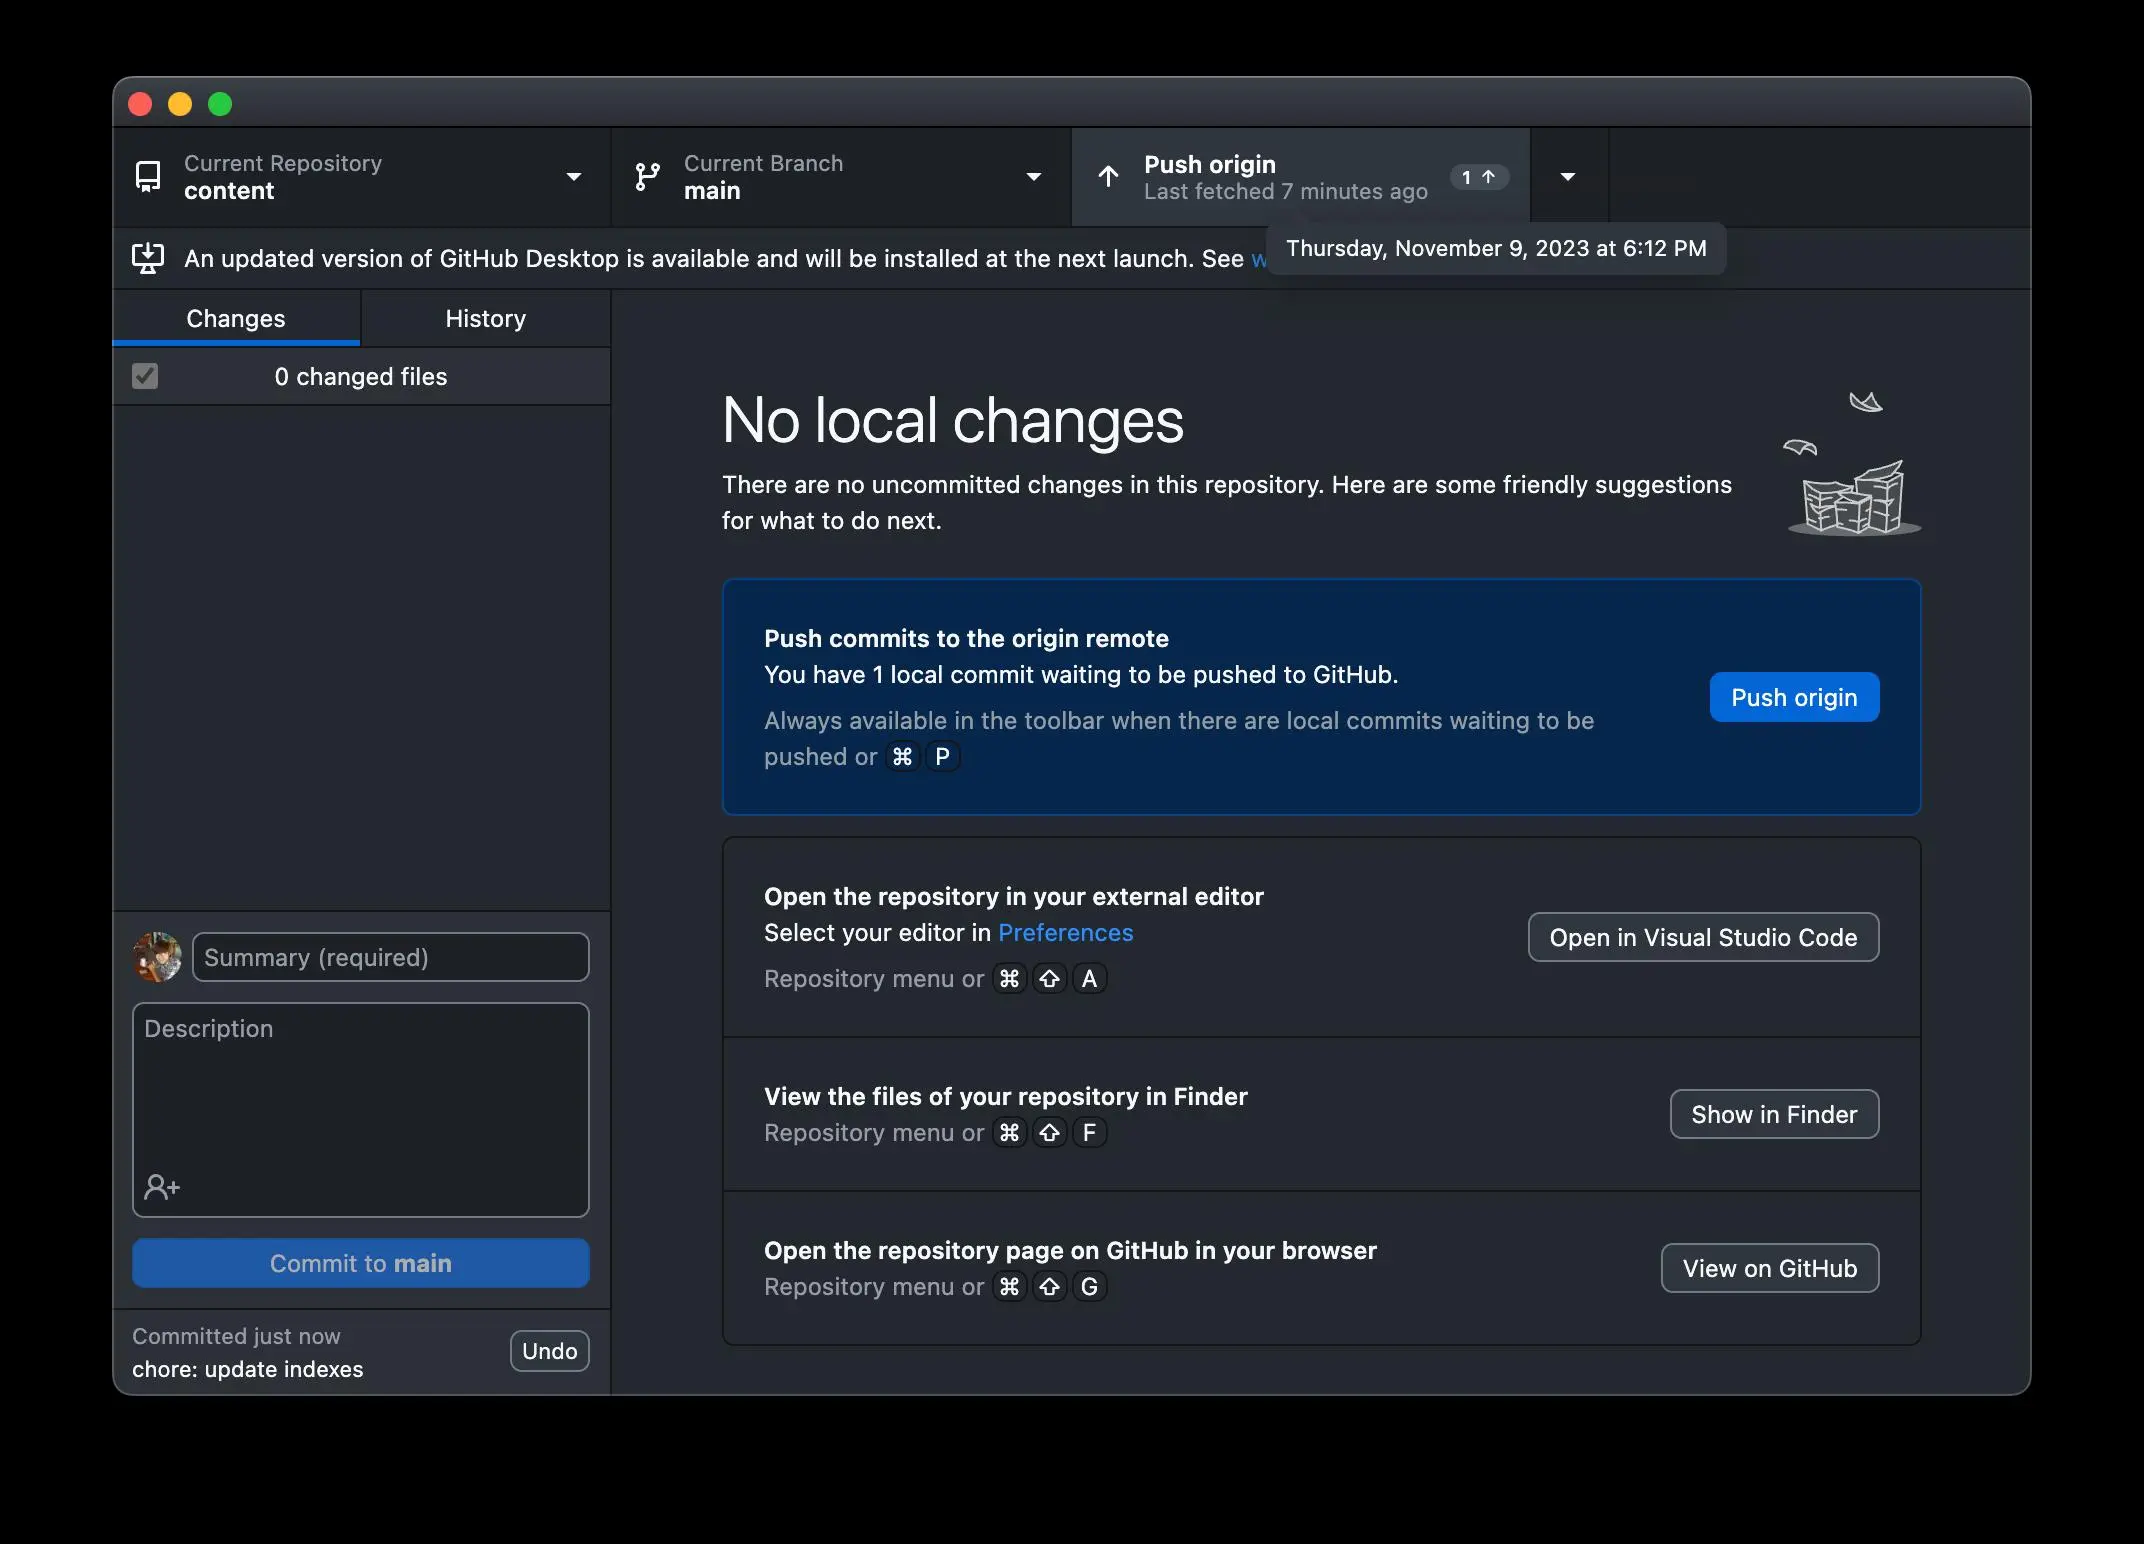 Current Repository
content
Current Branch
main
Push origin
Last fetched 7 minutes ago
1
An updated version of GitHub Desktop is available and will be installed at the next launch. See w
Thursday, November 9, 2023 at 6:12 PM
Changes
History
0 changed files
No local changes
There are no uncommitted changes in this repository. Here are some friendly suggestions
for what to do next.
Push commits to the origin remote
You have 1 local commit waiting to be pushed to GitHub.
Always available in the toolbar when there are local commits waiting to be
pushed or ⌘ P
Push origin
Open the repository in your external editor
Select your editor in Preferences
Repository menu or ⌘ ⇧ A
Open in Visual Studio Code
View the files of your repository in Finder
Repository menu or ⌘ ⇧ F
Show in Finder
Open the repository page on GitHub in your browser
Repository menu or ⌘ ⇧ G
View on GitHub
Summary (required)
Description
Commit to main
Committed just now
chore: update indexes
Undo